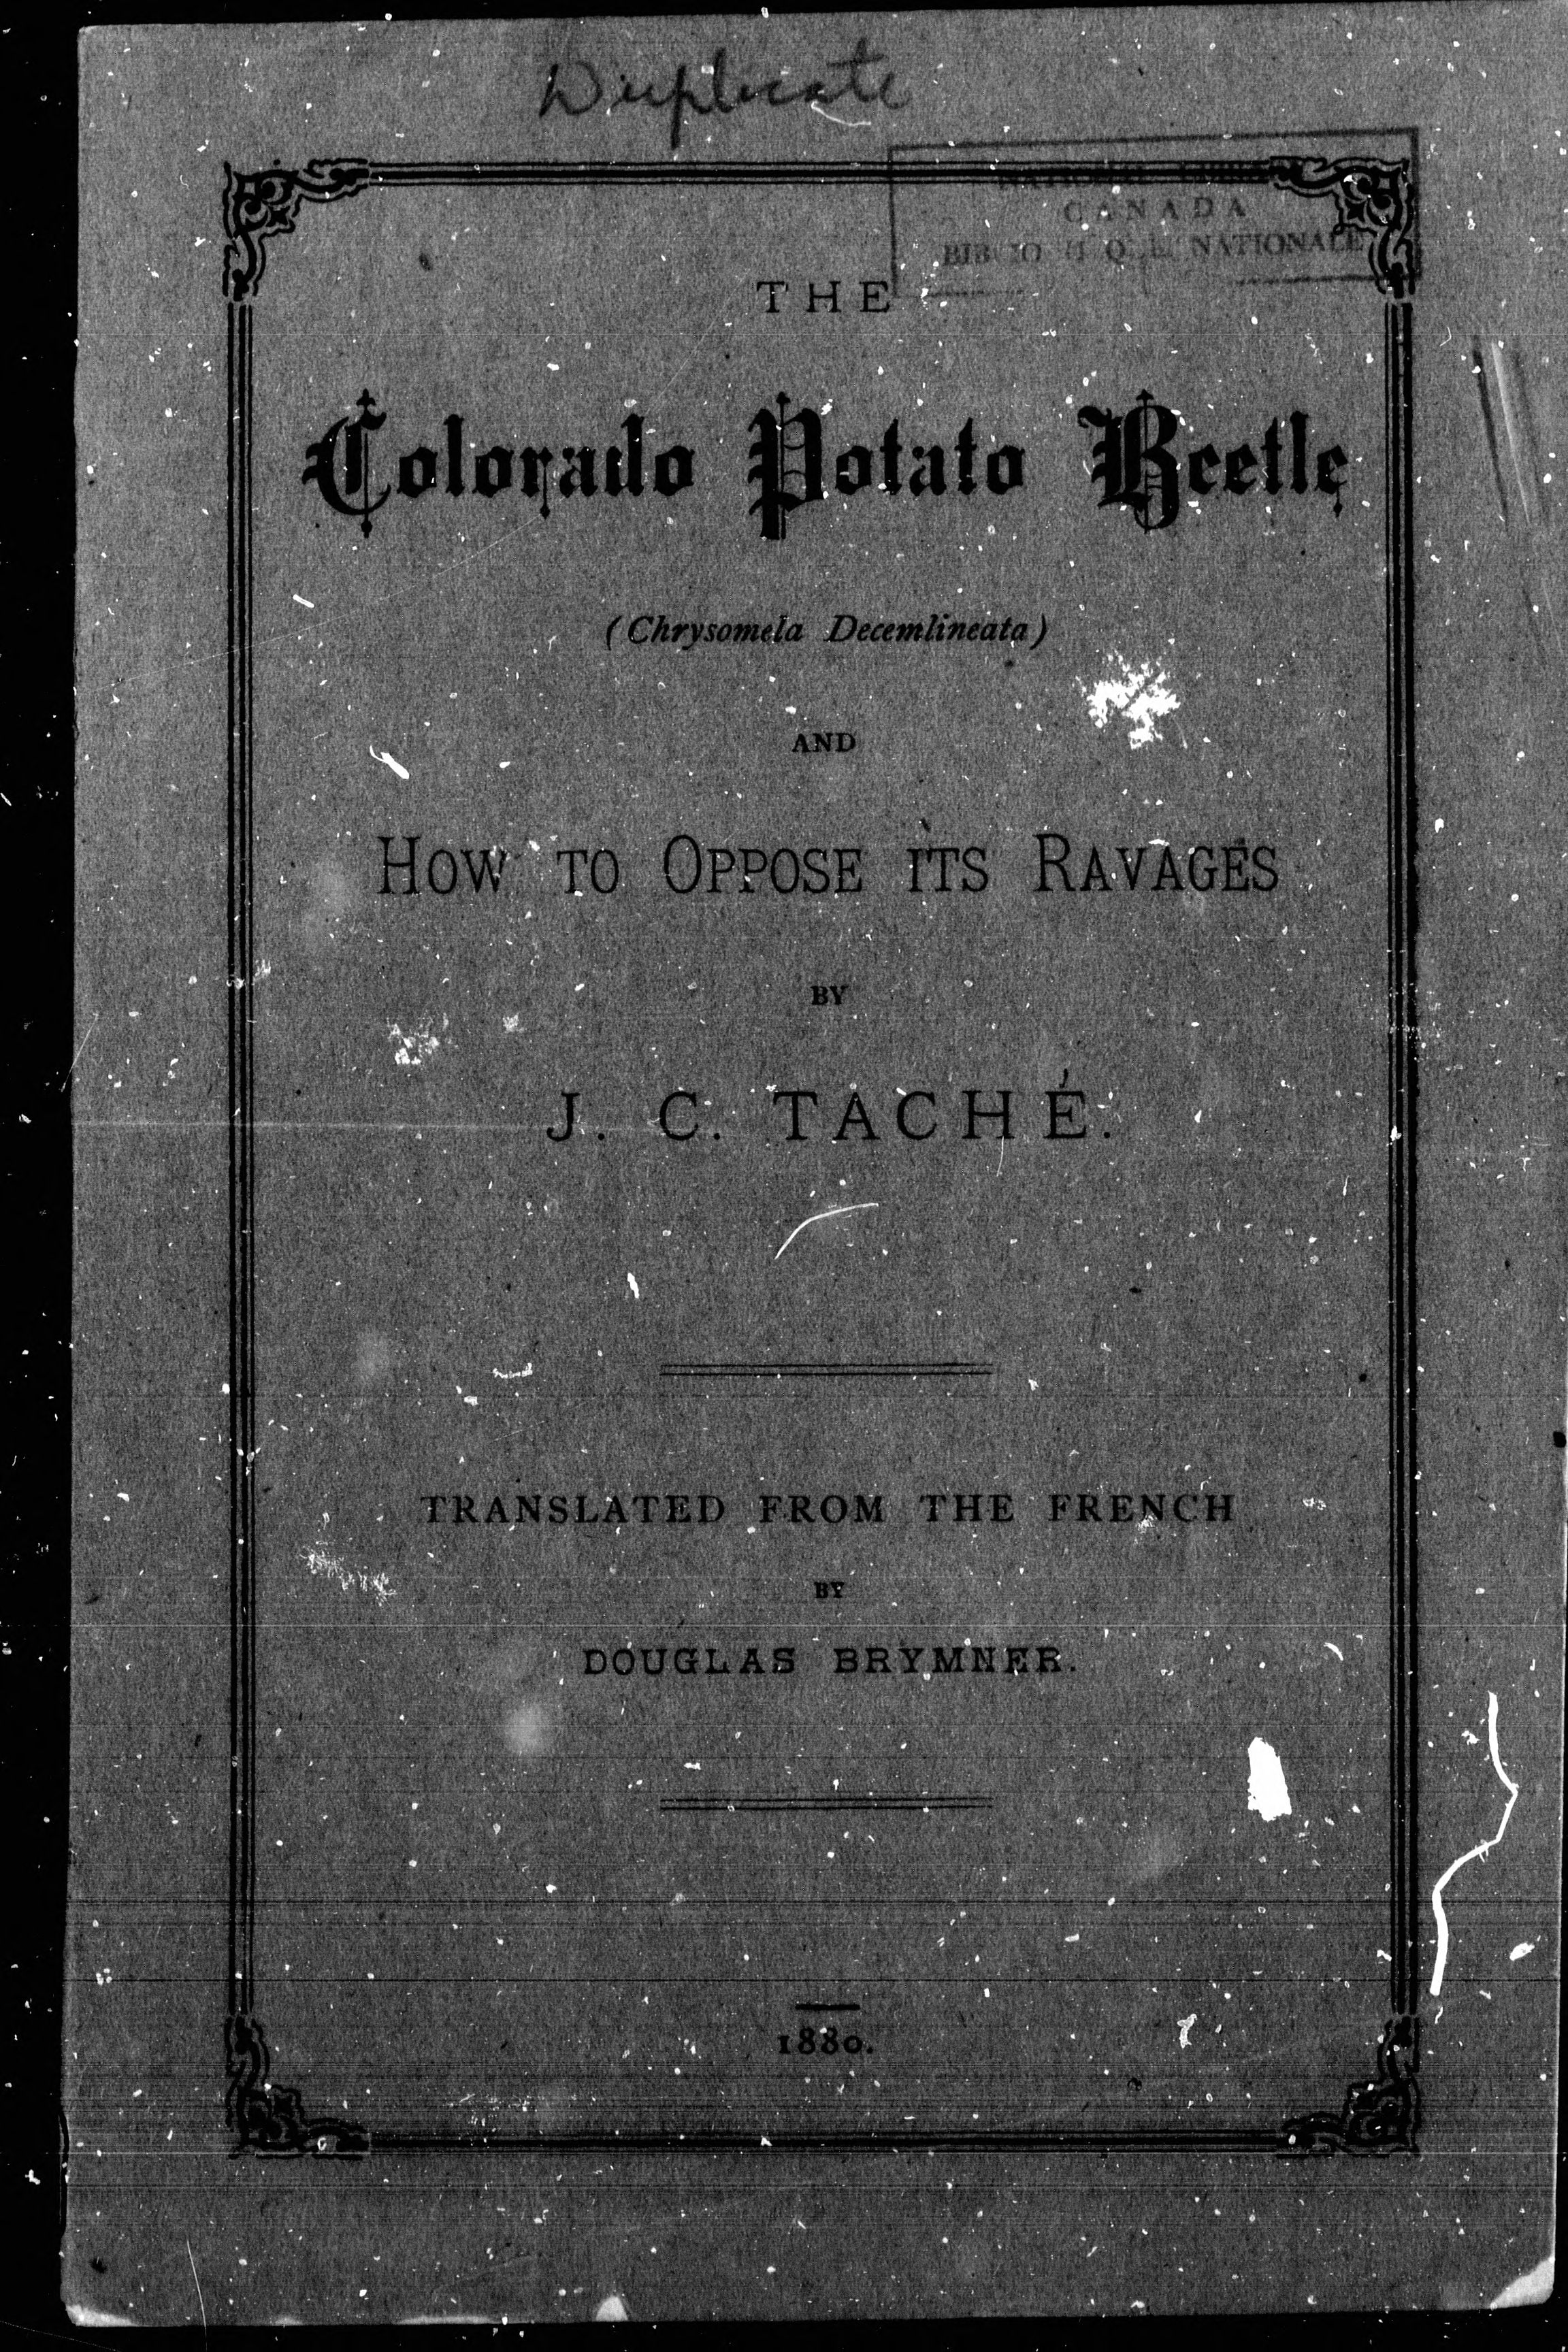 Duplicate
CANADA
NATIONALE
THE
Colorado Potato Beetle
(Chrysomela Decemlineata)
AND
HOW TO OPPOSE ITS RAVAGES
BY
J. C. TACHÉ.
TRANSLATED FROM THE FRENCH
BY
DOUGLAS BRYMNER.
1880.